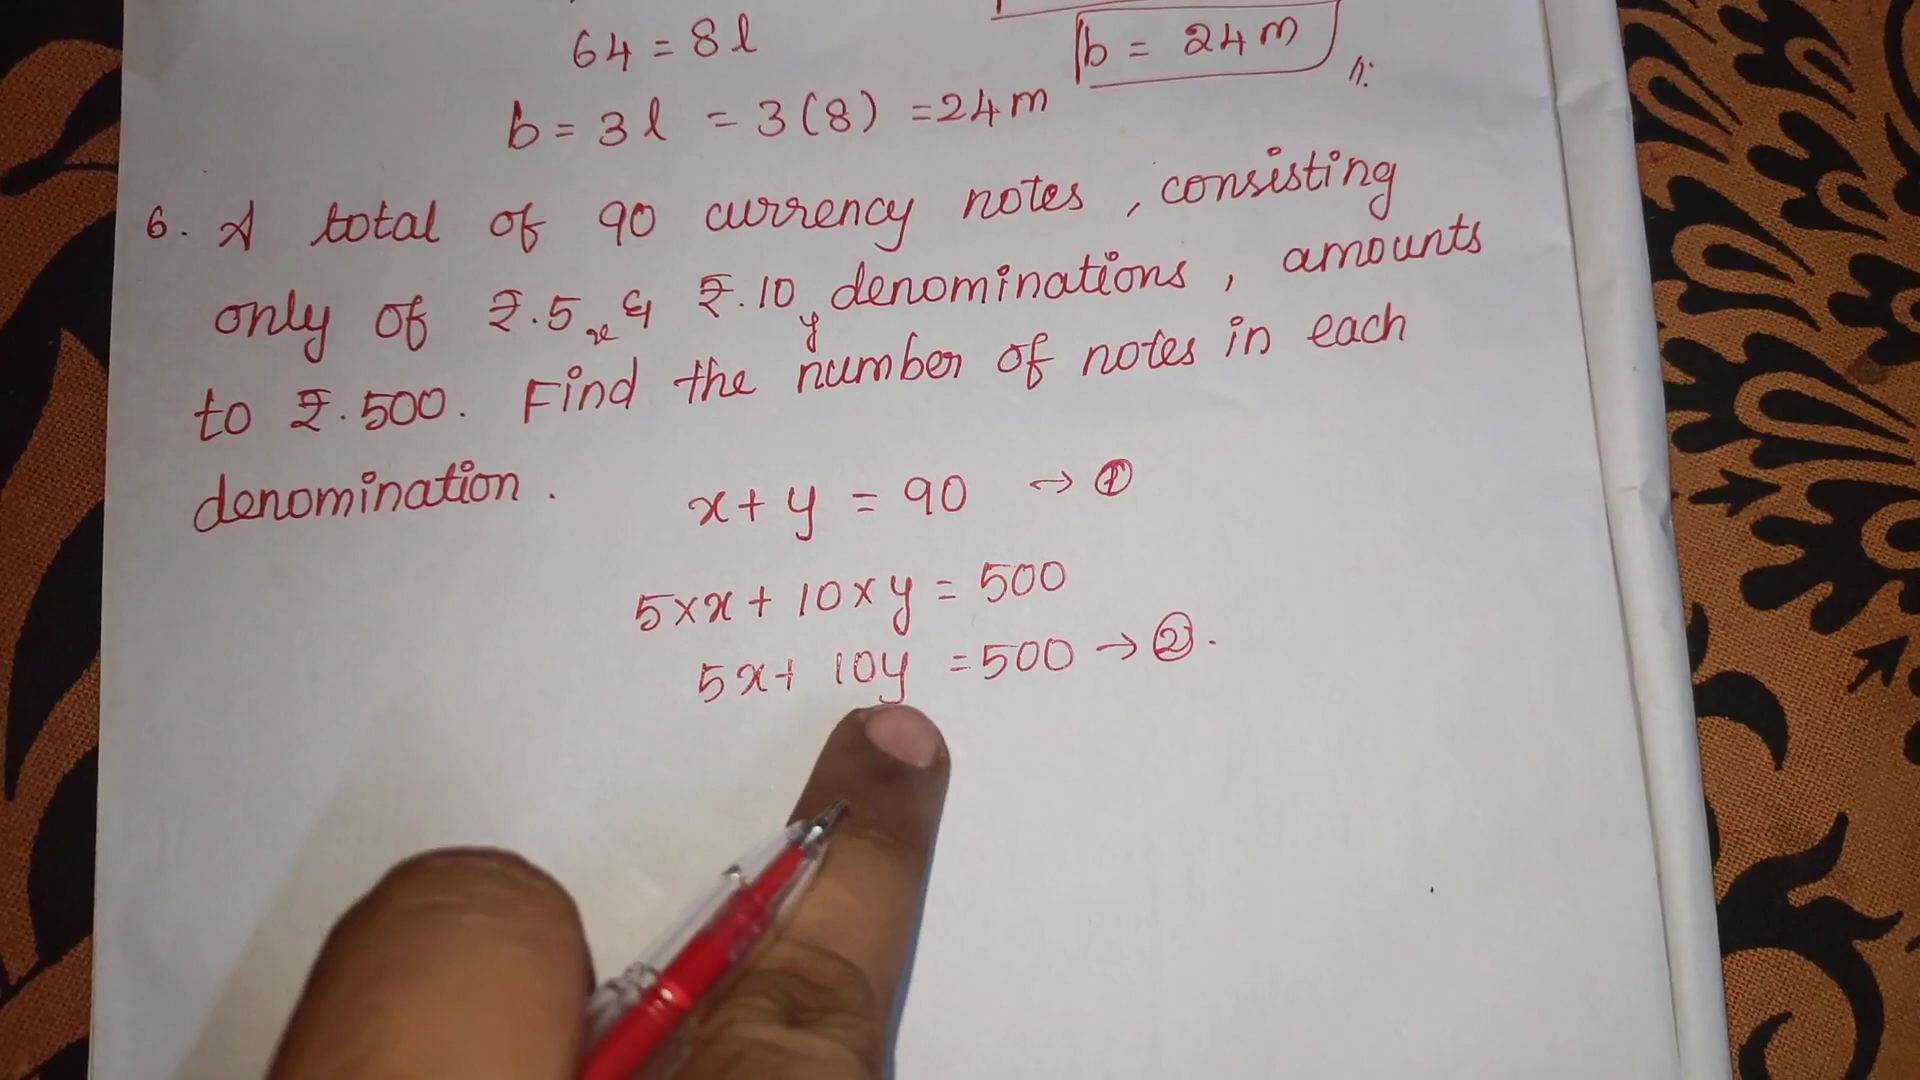 64 = 8l
b = 24m
b = 3l = 3(8) = 24m
6. A total of 90 currency notes, consisting
only of ₹.5 x & ₹.10 y denominations, amounts
to ₹.500. Find the number of notes in each
denomination.
x + y = 90 → ①
5 × x + 10 × y = 500
5x + 10y = 500 → ②.